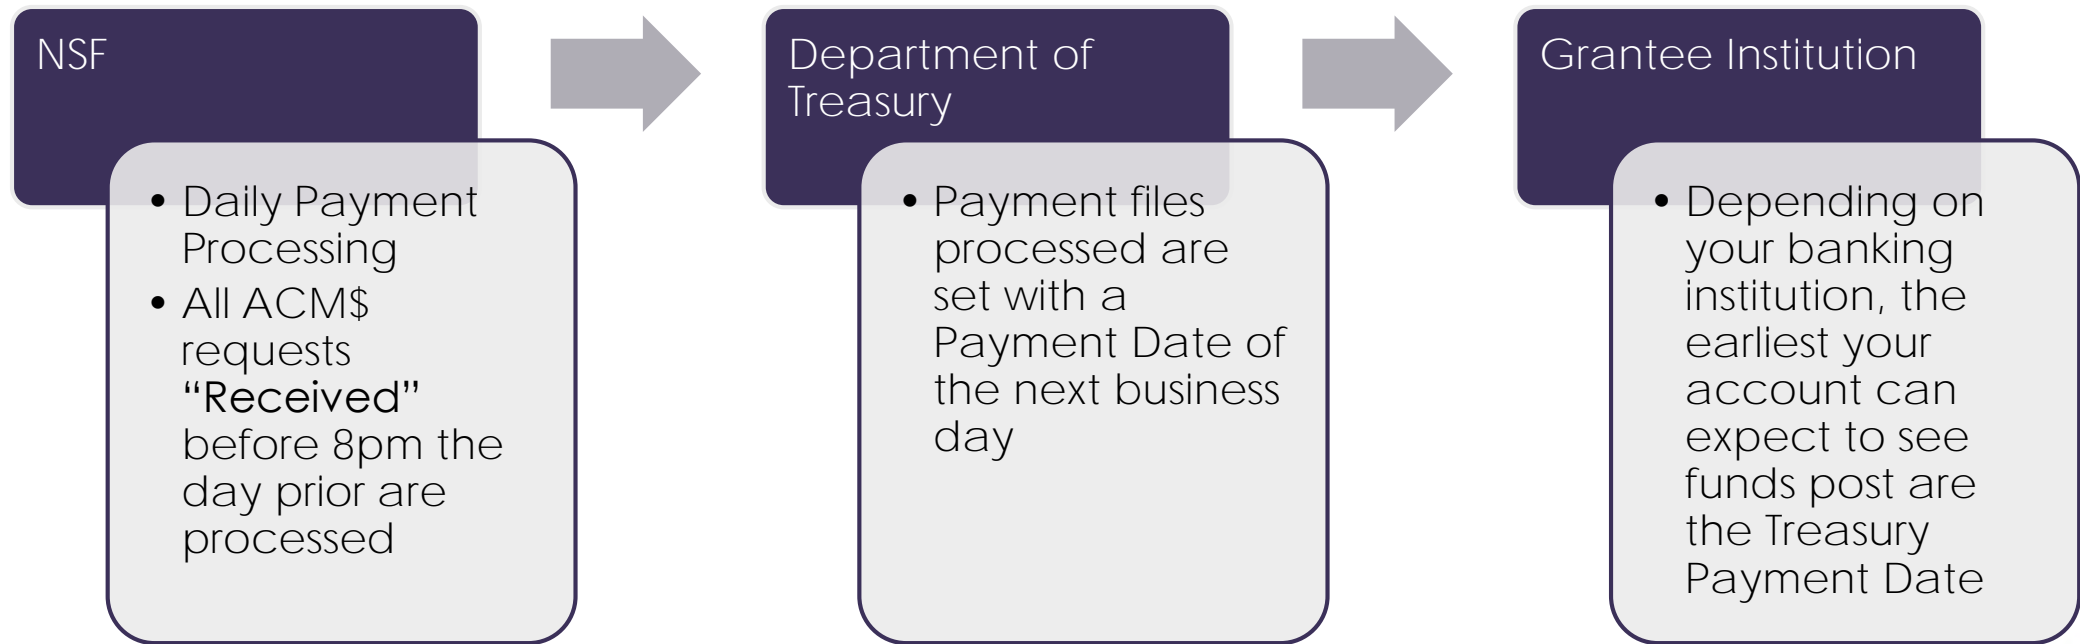 NSF
• Daily Payment
Processing
• All ACM$
requests
“Received”
before 8pm the
day prior are
processed
Department of
Treasury
• Payment files
processed are
set with a
Payment Date of
the next business
day
Grantee Institution
• Depending on
your banking
institution, the
earliest your
account can
expect to see
funds post are
the Treasury
Payment Date